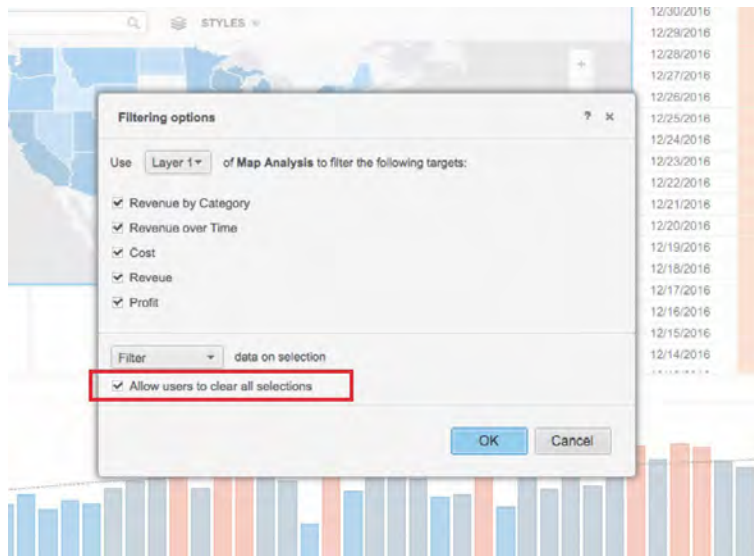 STYLES
12/30/2016
12/29/2016
12/28/2016
12/27/2016
12/26/2016
12/25/2016
12/24/2016
12/23/2016
12/22/2016
12/21/2016
12/20/2016
12/19/2016
12/18/2016
12/17/2016
12/16/2016
12/15/2016
12/14/2016
Filtering options ? ×
Use Layer 1 of Map Analysis to filter the following targets:
Revenue by Category
Revenue over Time
Cost
Reveue
Profit
Filter data on selection
Allow users to clear all selections
OK Cancel